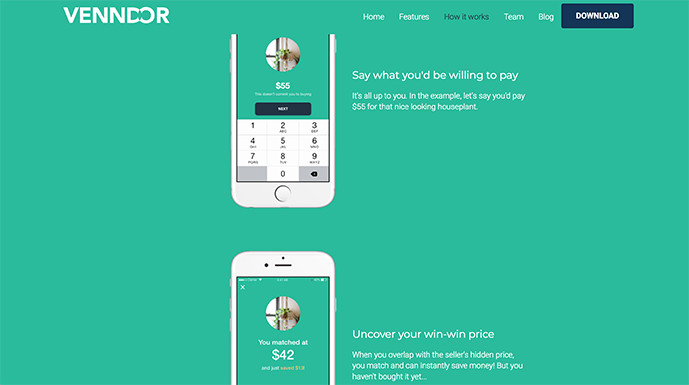 VENNDOR
Home Features How it works Team Blog DOWNLOAD
$55
This doesn't commit you to buying.
NEXT
1 2 3
ABC DEF
4 5 6
GHI JKL MNO
7 8 9
PQRS TUV WXYZ
0
Say what you'd be willing to pay
It's all up to you. In the example, let's say you'd pay
$55 for that nice looking houseplant.
You matched at
$42
and just saved
Uncover your win-win price
When you overlap with the seller's hidden price,
you match and can instantly save money! But you
haven't bought it yet...